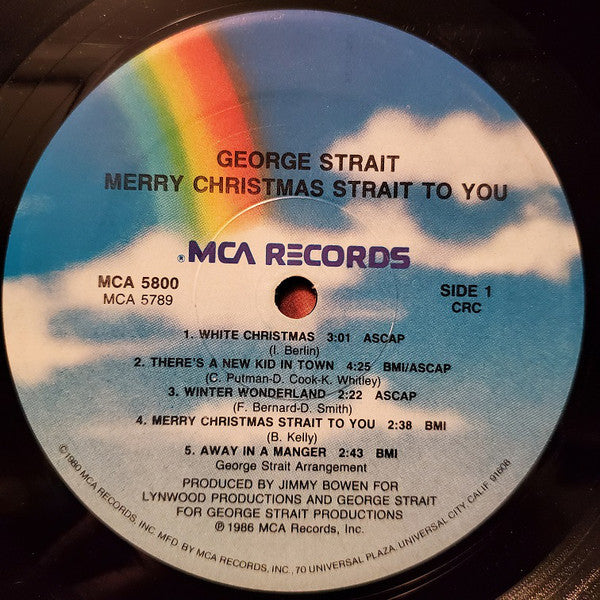 GEORGE STRAIT
MERRY CHRISTMAS STRAIT TO YOU
® MCA RECORDS
MCA 5800
MCA 5789
SIDE 1
CRC
1. WHITE CHRISTMAS 3:01 ASCAP
(I. Berlin)
2. THERE'S A NEW KID IN TOWN 4:25 BMI/ASCAP
(C. Putman-D. Cook-K. Whitley)
3. WINTER WONDERLAND 2:22 ASCAP
(F. Bernard-D. Smith)
4. MERRY CHRISTMAS STRAIT TO YOU 2:38 BMI
(B. Kelly)
5. AWAY IN A MANGER 2:43 BMI
George Strait Arrangement
PRODUCED BY JIMMY BOWEN FOR
LYNWOOD PRODUCTIONS AND GEORGE STRAIT
FOR GEORGE STRAIT PRODUCTIONS
℗ 1986 MCA Records, Inc.
©1980 MCA RECORDS, INC. MFD. BY MCA RECORDS, INC., 70 UNIVERSAL PLAZA, UNIVERSAL CITY, CALIF. 91608